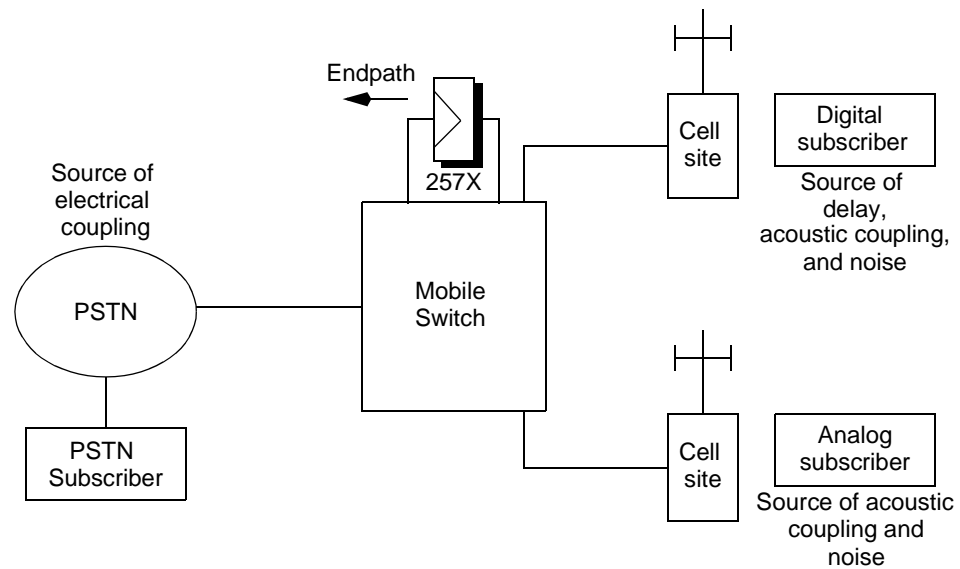 Endpath
257X
Source of
electrical
coupling
PSTN
PSTN
Subscriber
Mobile
Switch
Cell
site
Digital
subscriber
Source of
delay,
acoustic coupling,
and noise
Cell
site
Analog
subscriber
Source of acoustic
coupling and
noise